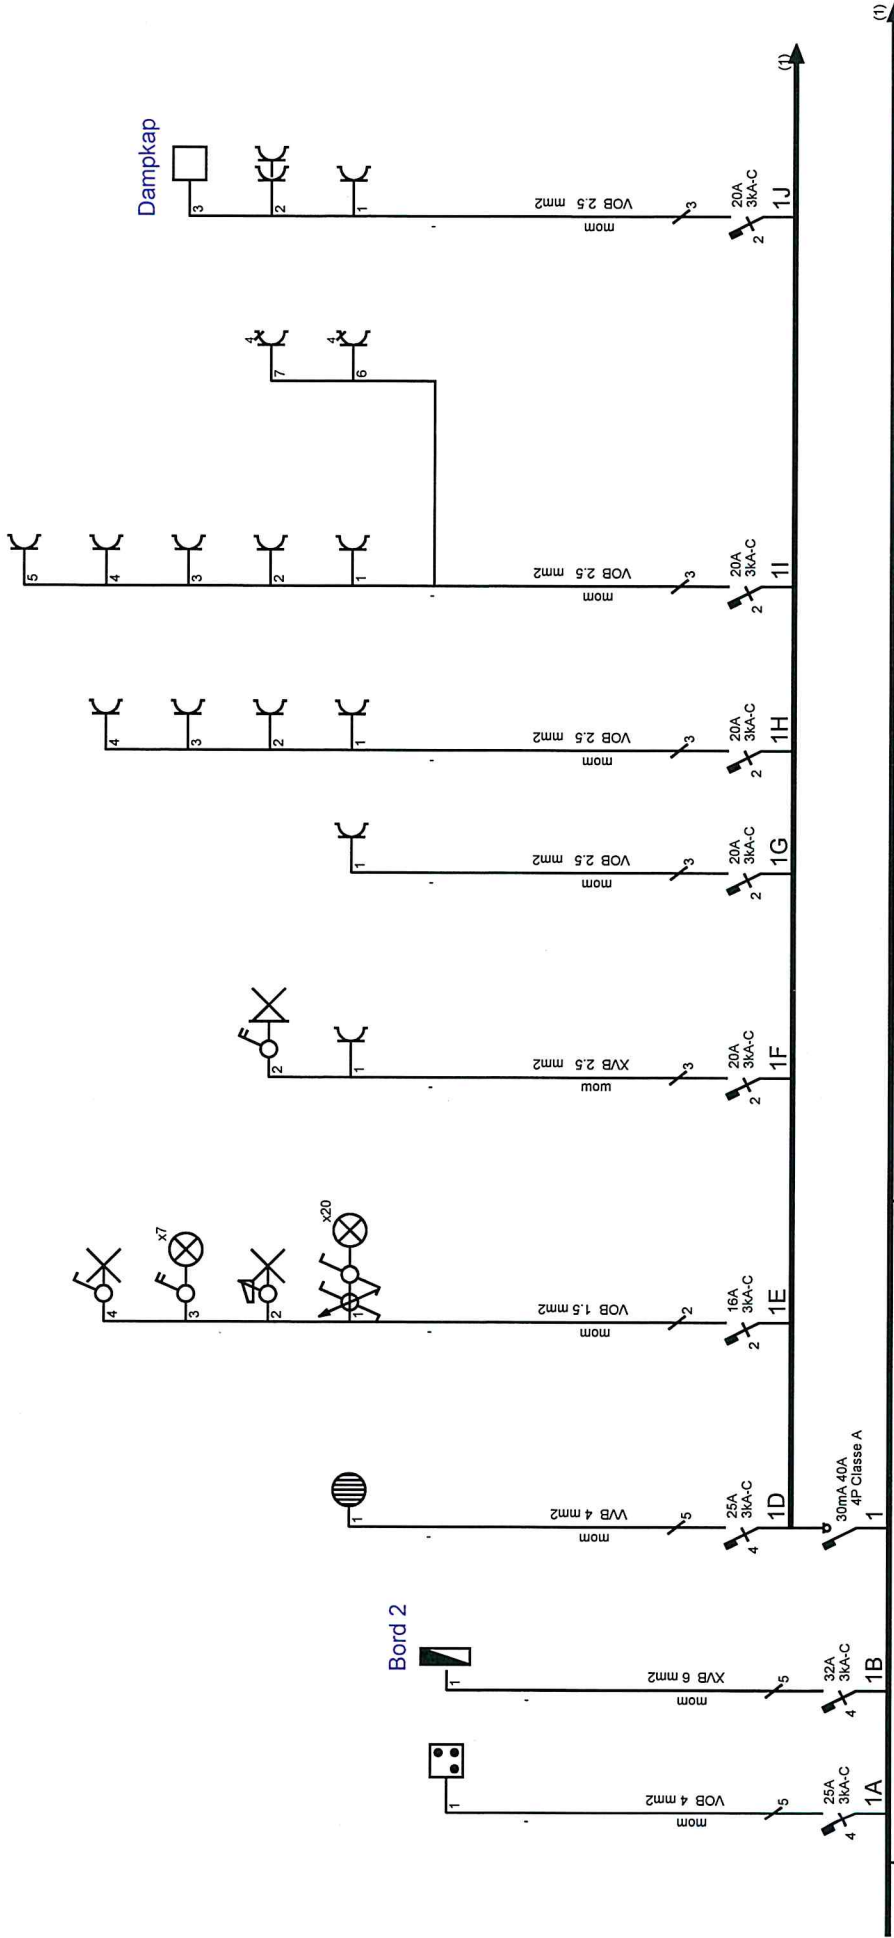 Bord 2
Dampkap
1
mom
VOB 4 mm2
5
25A
3kA-C
4
1A
1
mom
XVB 6 mm2
5
32A
3kA-C
4
1B
1
mom
VVB 4 mm2
5
25A
3kA-C
4
1D
30mA 40A
4P Classe A
1
4
x7
3
2
x20
1
mom
VOB 1.5 mm2
2
16A
3kA-C
2
1E
2
1
mom
XVB 2.5 mm2
3
20A
3kA-C
2
1F
1
mom
VOB 2.5 mm2
3
20A
3kA-C
2
1G
4
3
2
1
mom
VOB 2.5 mm2
3
20A
3kA-C
2
1H
5
4
3
2
1
4
7
4
6
mom
VOB 2.5 mm2
3
20A
3kA-C
2
1I
3
2
1
mom
VOB 2.5 mm2
3
20A
3kA-C
2
1J
(1)
(1)